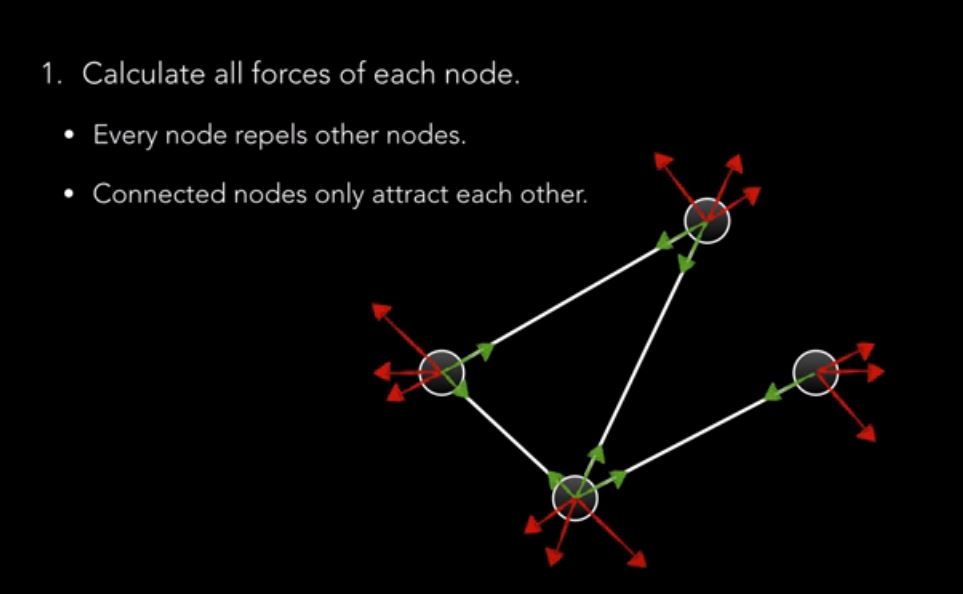 1. Calculate all forces of each node.
• Every node repels other nodes.
• Connected nodes only attract each other.